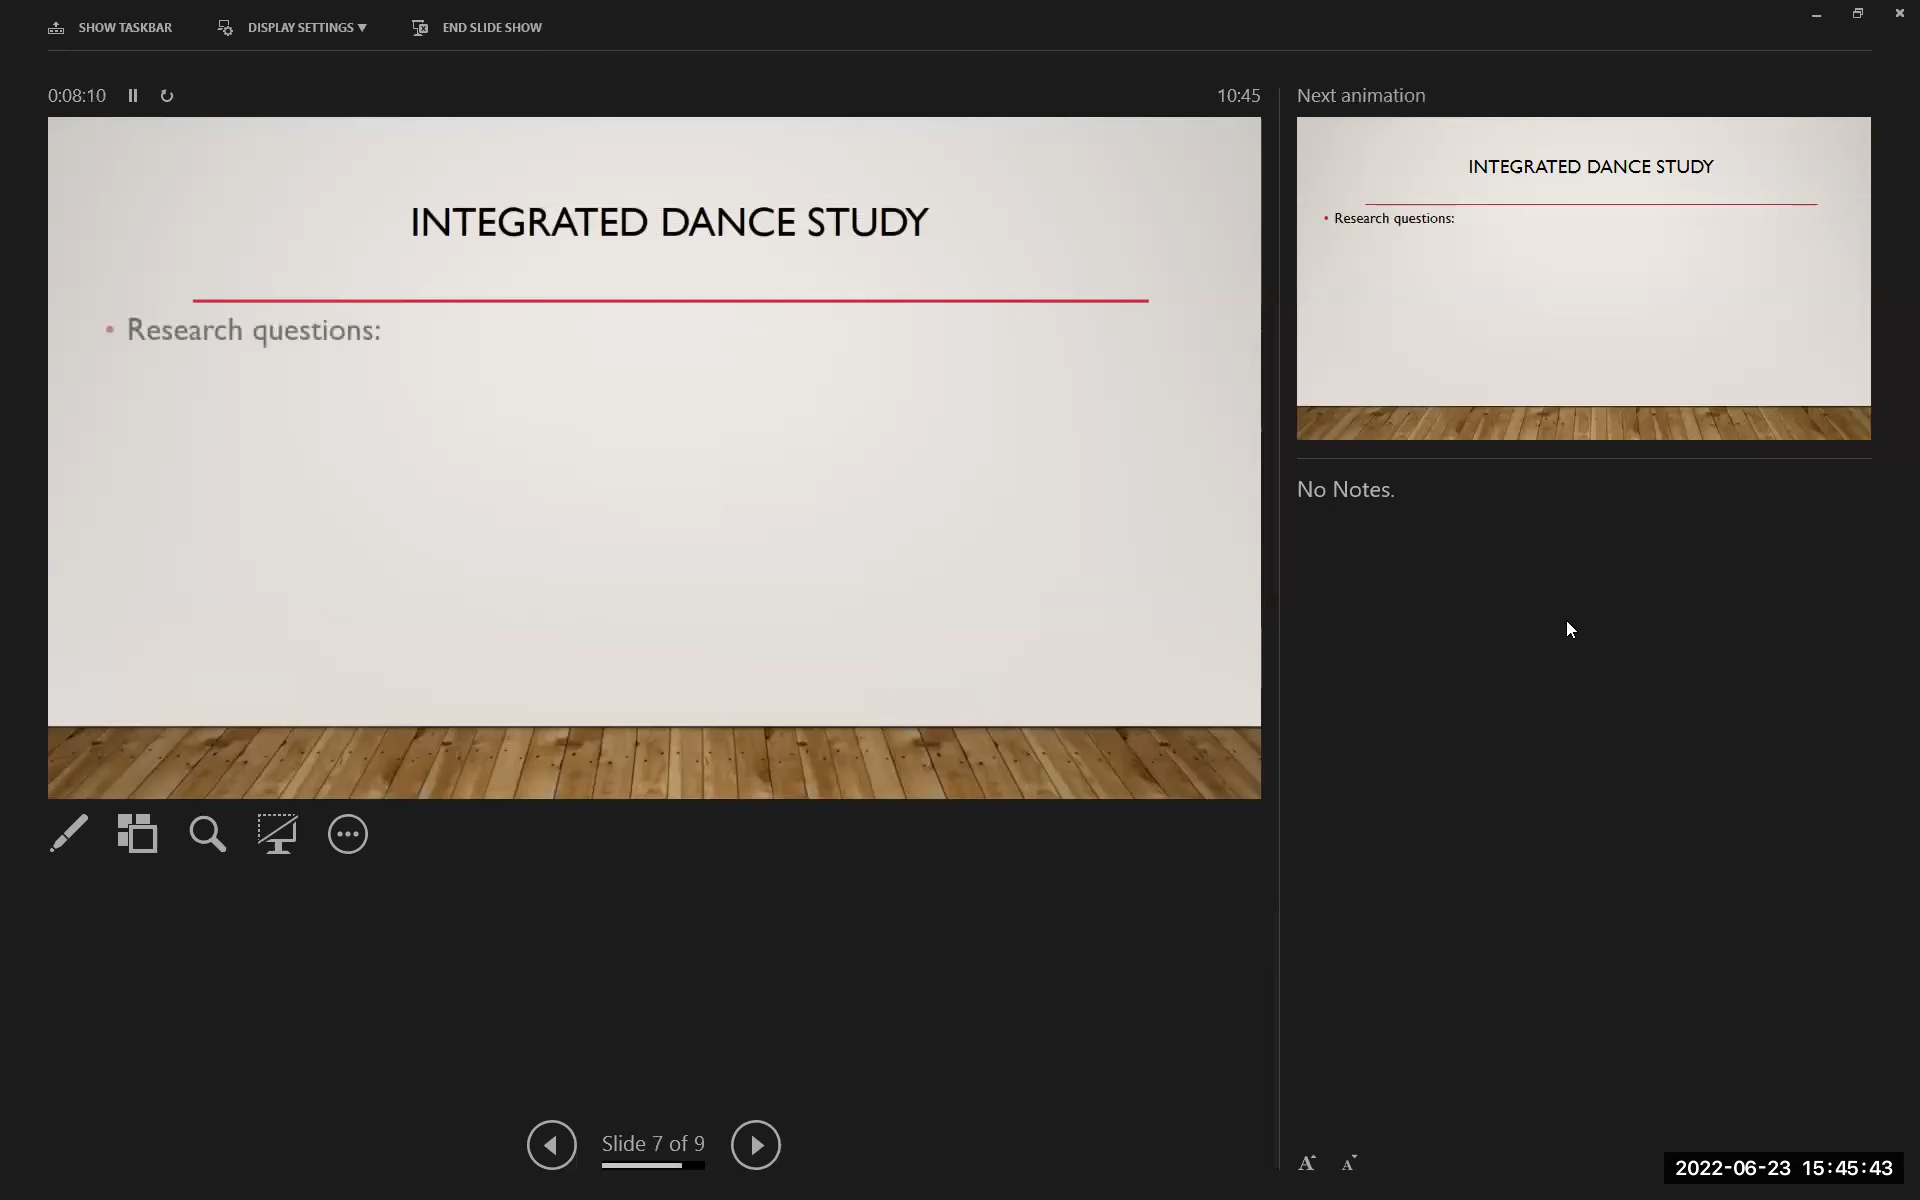 SHOW TASKBAR
DISPLAY SETTINGS ▼
END SLIDE SHOW
0:08:10
10:45
Next animation
INTEGRATED DANCE STUDY
• Research questions:
INTEGRATED DANCE STUDY
• Research questions:
No Notes.
Slide 7 of 9
A A
2022-06-23 15:45:43